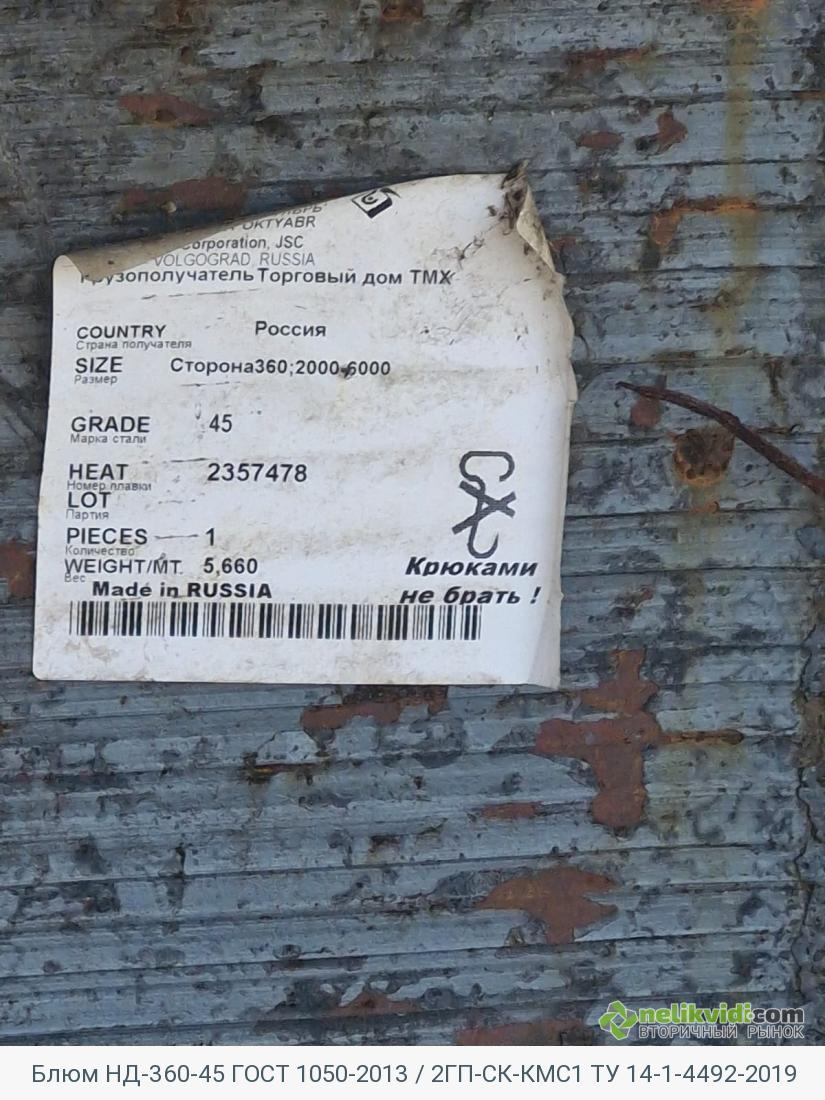 OKTYABR
Corporation, JSC
VOLGOGRAD, RUSSIA
Грузополучатель Торговый дом ТМХ
COUNTRY Россия
Страна получателя
SIZE Сторона360;2000-6000
Размер
GRADE 45
Марка стали
HEAT 2357478
Номер плавки
LOT
Партия
PIECES 1
Количество
WEIGHT/MT. 5,660
Вес
Made in RUSSIA
Крюками
не брать !
nelikvidi.com
ВТОРИЧНЫЙ РЫНОК
Блюм НД-360-45 ГОСТ 1050-2013 / 2ГП-СК-КМС1 ТУ 14-1-4492-2019